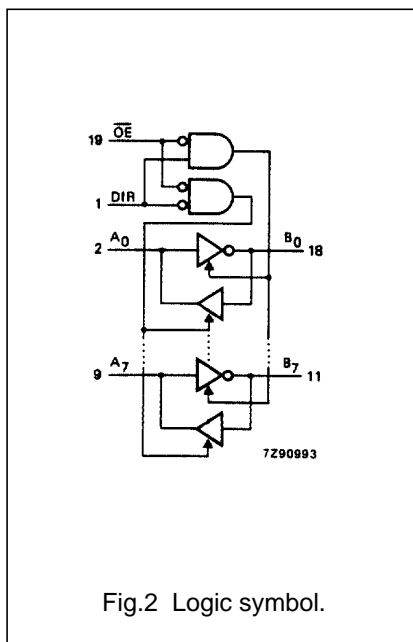 19 OE
1 DIR
2 A0 B0 18
9 A7 B7 11
7Z90993
Fig.2 Logic symbol.